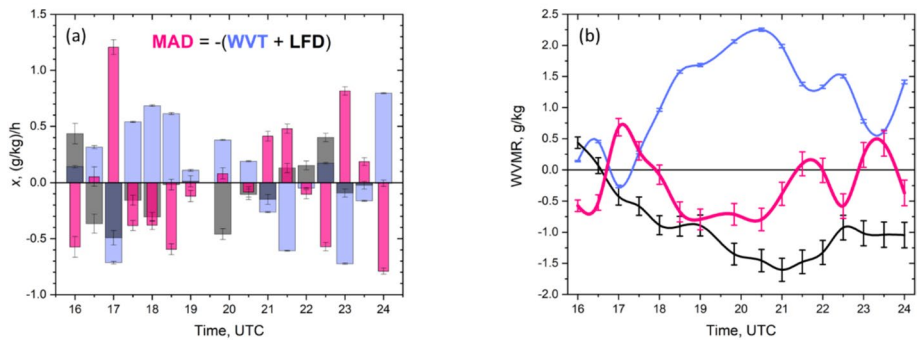 (a)
MAD = -(WVT + LFD)
x, (g/kg)/h
1.0
0.5
0.0
-0.5
-1.0
16 17 18 19 20 21 22 23 24
Time, UTC
(b)
WVMR, g/kg
2.5
2.0
1.5
1.0
0.5
0.0
-0.5
-1.0
-1.5
-2.0
16 17 18 19 20 21 22 23 24
Time, UTC